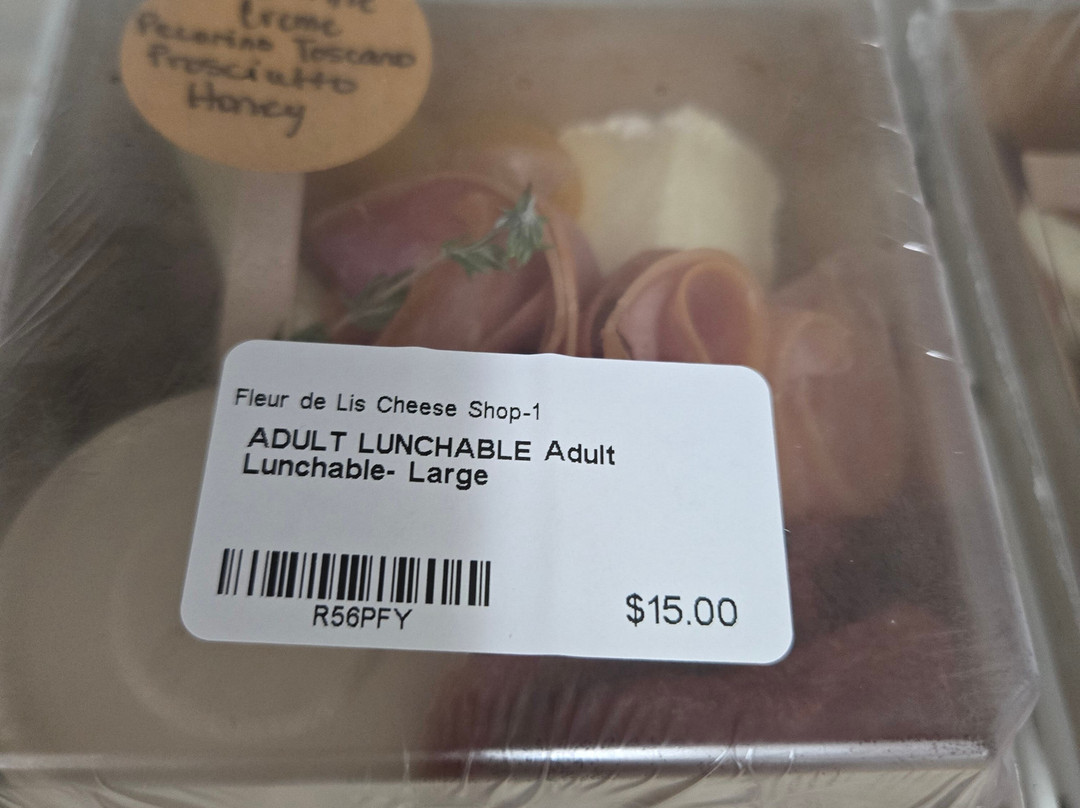 creme
Pecorino Toscano
Prosciutto
Honey
Fleur de Lis Cheese Shop-1
ADULT LUNCHABLE Adult
Lunchable- Large
R56PFY
$15.00